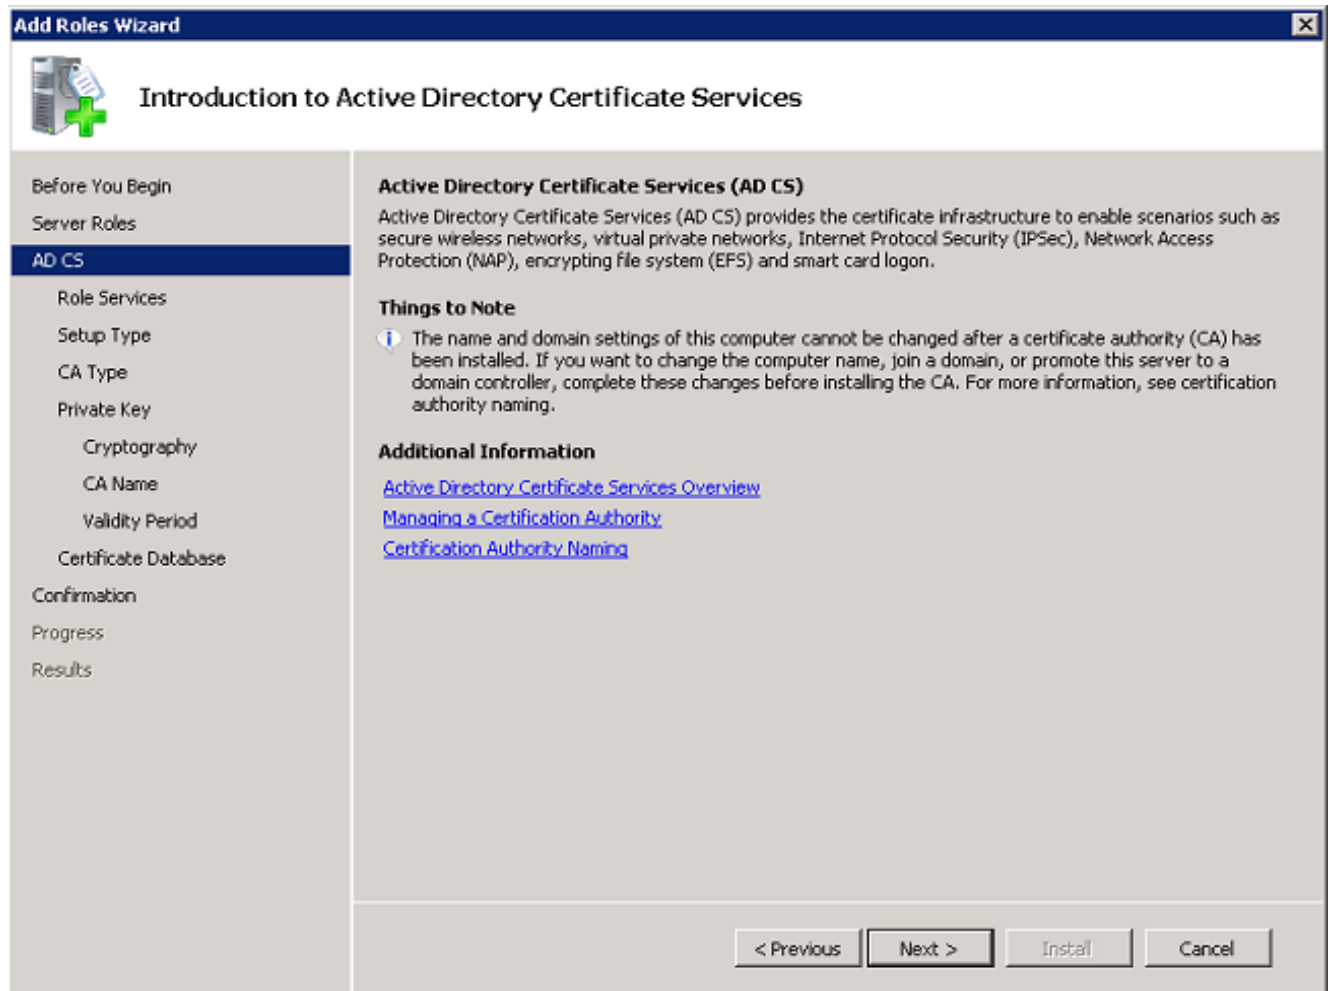 Add Roles Wizard
Introduction to Active Directory Certificate Services
Before You Begin
Server Roles
AD CS
Role Services
Setup Type
CA Type
Private Key
Cryptography
CA Name
Validity Period
Certificate Database
Confirmation
Progress
Results
Active Directory Certificate Services (AD CS)
Active Directory Certificate Services (AD CS) provides the certificate infrastructure to enable scenarios such as
secure wireless networks, virtual private networks, Internet Protocol Security (IPSec), Network Access
Protection (NAP), encrypting file system (EFS) and smart card logon.
Things to Note
The name and domain settings of this computer cannot be changed after a certificate authority (CA) has
been installed. If you want to change the computer name, join a domain, or promote this server to a
domain controller, complete these changes before installing the CA. For more information, see certification
authority naming.
Additional Information
Active Directory Certificate Services Overview
Managing a Certification Authority
Certification Authority Naming
< Previous
Next >
Install
Cancel